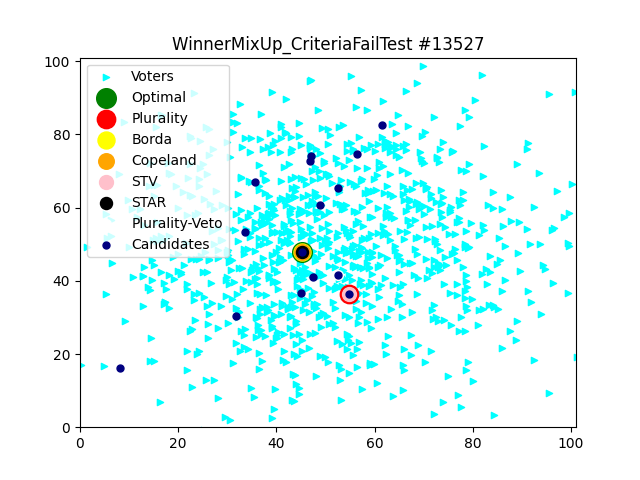 WinnerMixUp_CriteriaFailTest #13527
100
80
60
40
20
0
Voters
Optimal
Plurality
Borda
Copeland
STV
STAR
Plurality-Veto
Candidates
0 20 40 60 80 100